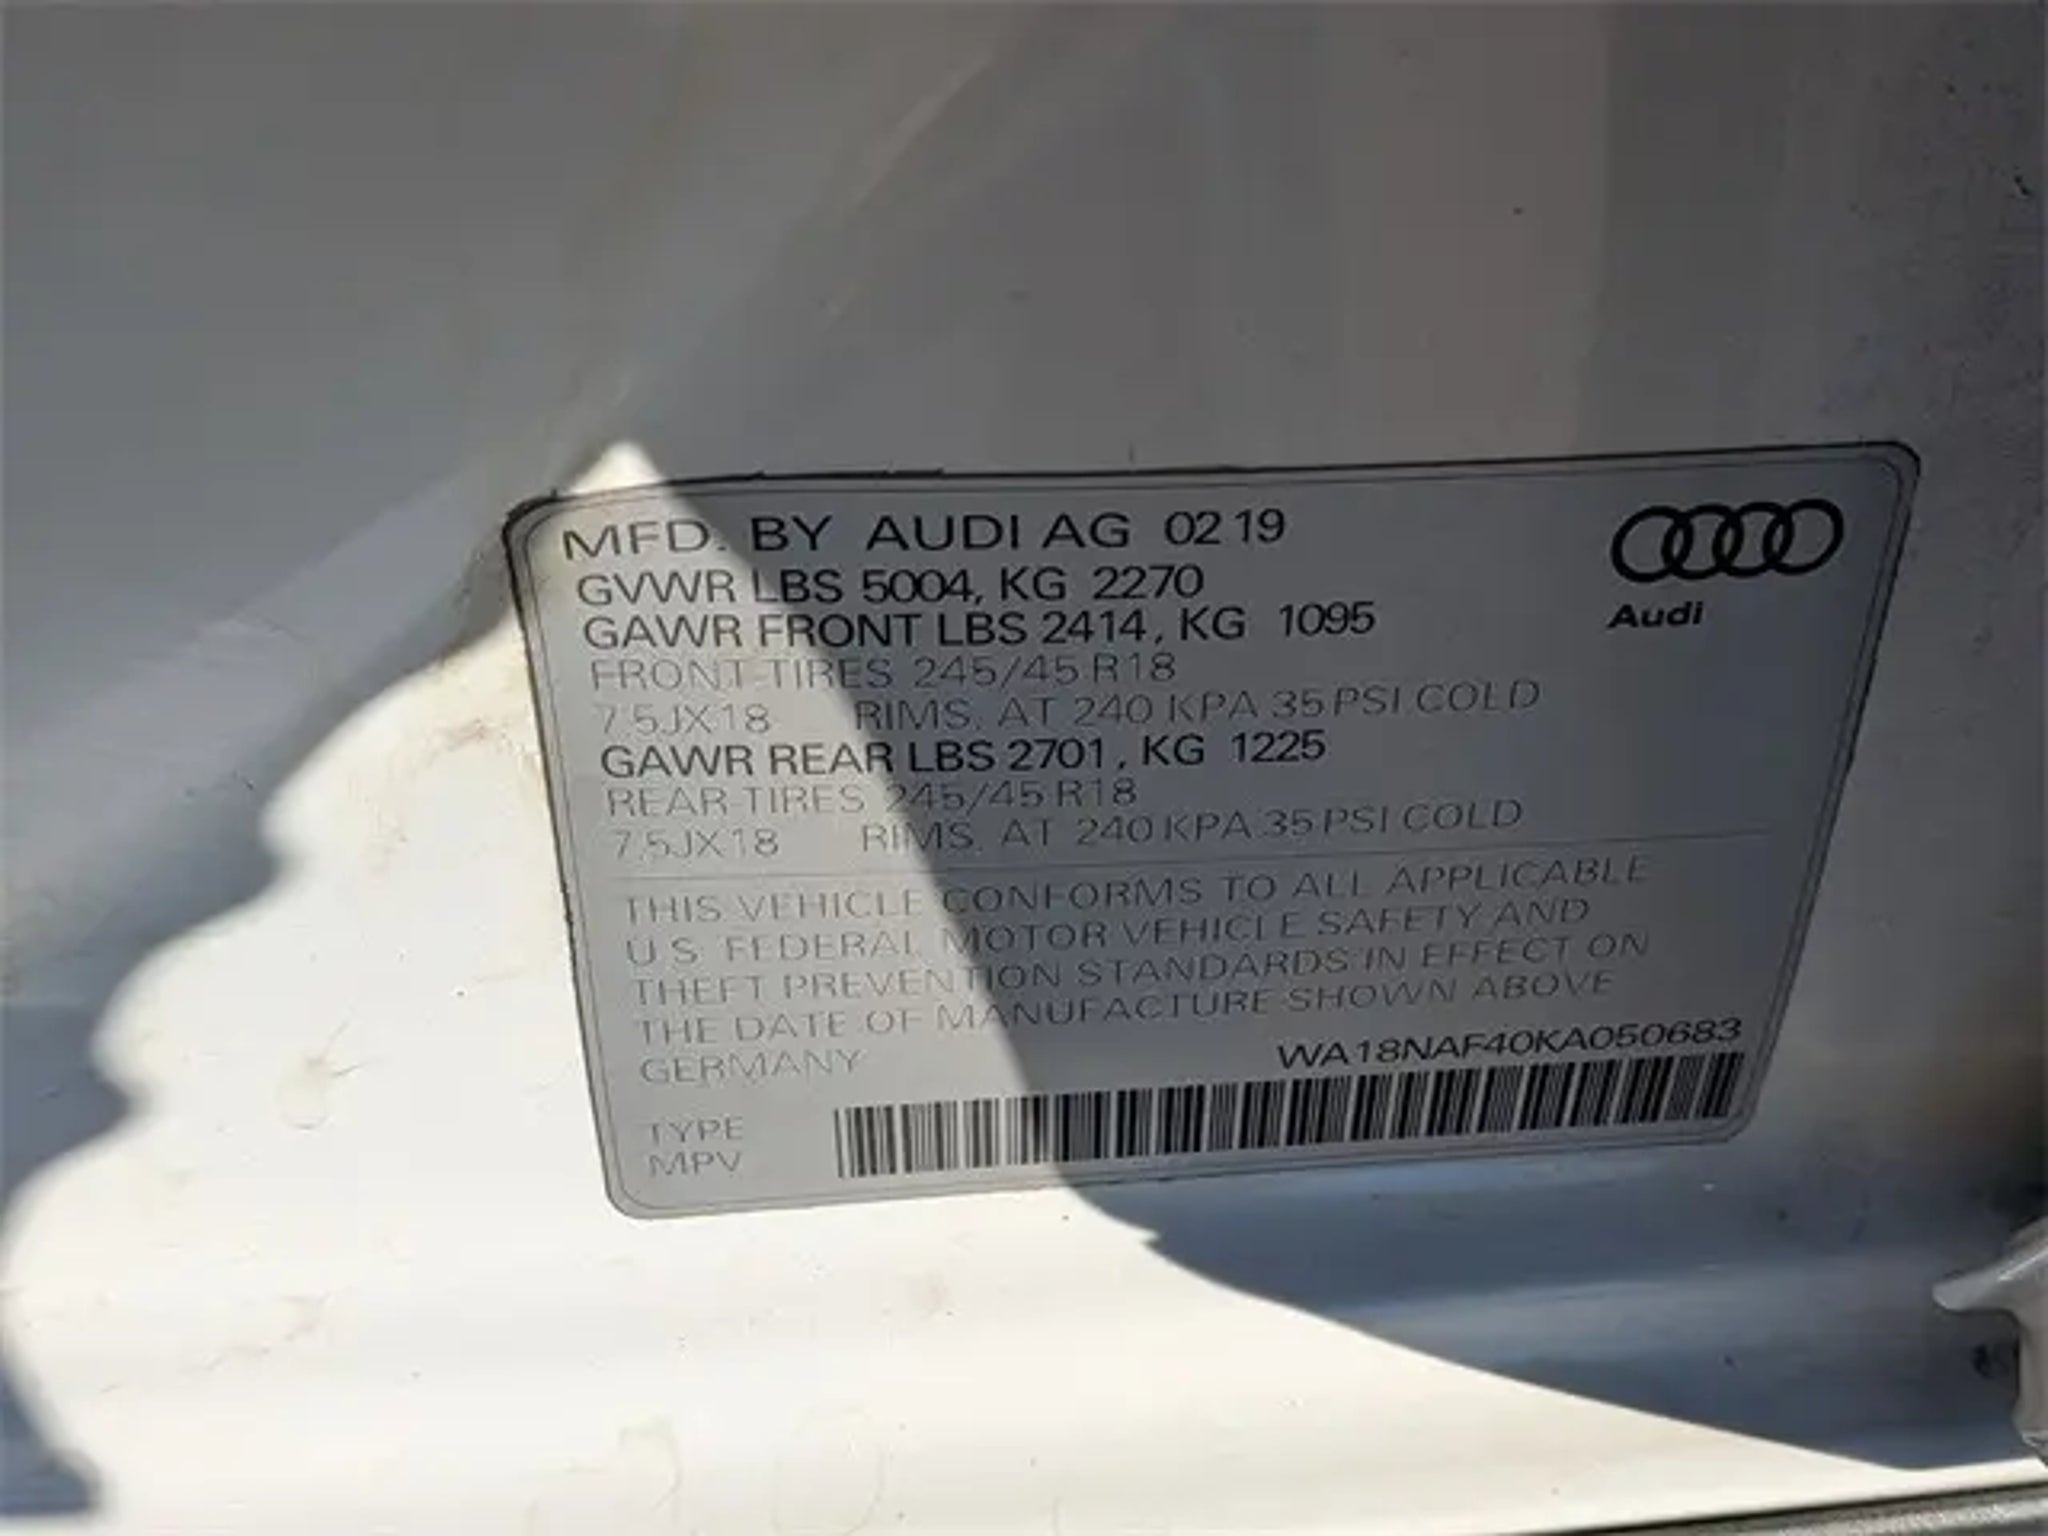 MFD. BY AUDI AG 02 19
GVWR LBS 5004, KG 2270
GAWR FRONT LBS 2414, KG 1095
Audi
FRONT-TIRES 245/45 R18
7.5JX18 RIMS. AT 240 KPA 35 PSI COLD
GAWR REAR LBS 2701, KG 1225
REAR-TIRES 245/45 R18
7.5JX18 RIMS. AT 240 KPA 35 PSI COLD
THIS VEHICLE CONFORMS TO ALL APPLICABLE
U.S. FEDERAL MOTOR VEHICLE SAFETY AND
THEFT PREVENTION STANDARDS IN EFFECT ON
THE DATE OF MANUFACTURE SHOWN ABOVE
GERMANY WA18NAF40KA050683
TYPE
MPV